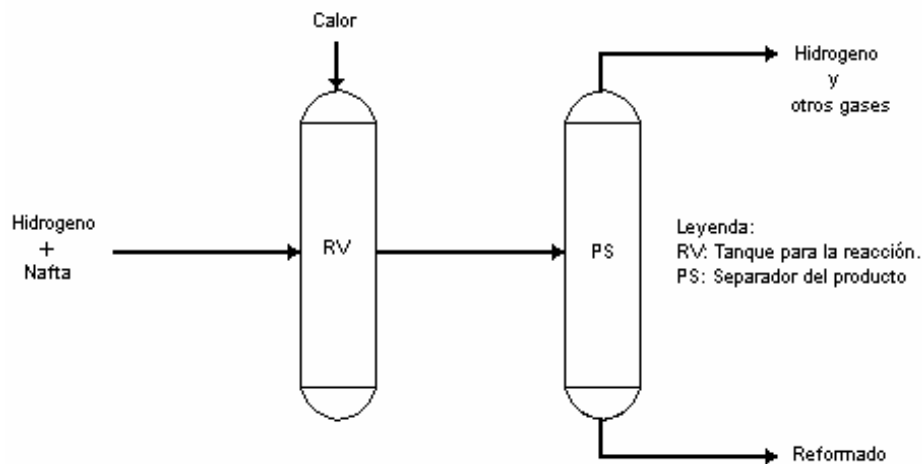 Calor
Hidrogeno
y
otros gases
Hidrogeno
+
Nafta
RV
PS
Leyenda:
RV: Tanque para la reacción.
PS: Separador del producto
Reformado